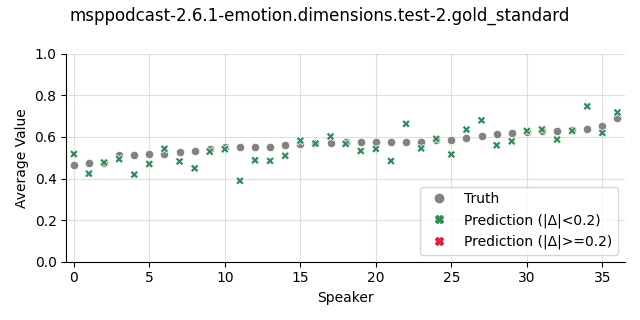 msppodcast-2.6.1-emotion.dimensions.test-2.gold_standard
1.0
0.8
0.6
0.4
0.2
0.0
Average Value
Truth
Prediction (|Δ|<0.2)
Prediction (|Δ|>=0.2)
0 5 10 15 20 25 30 35
Speaker